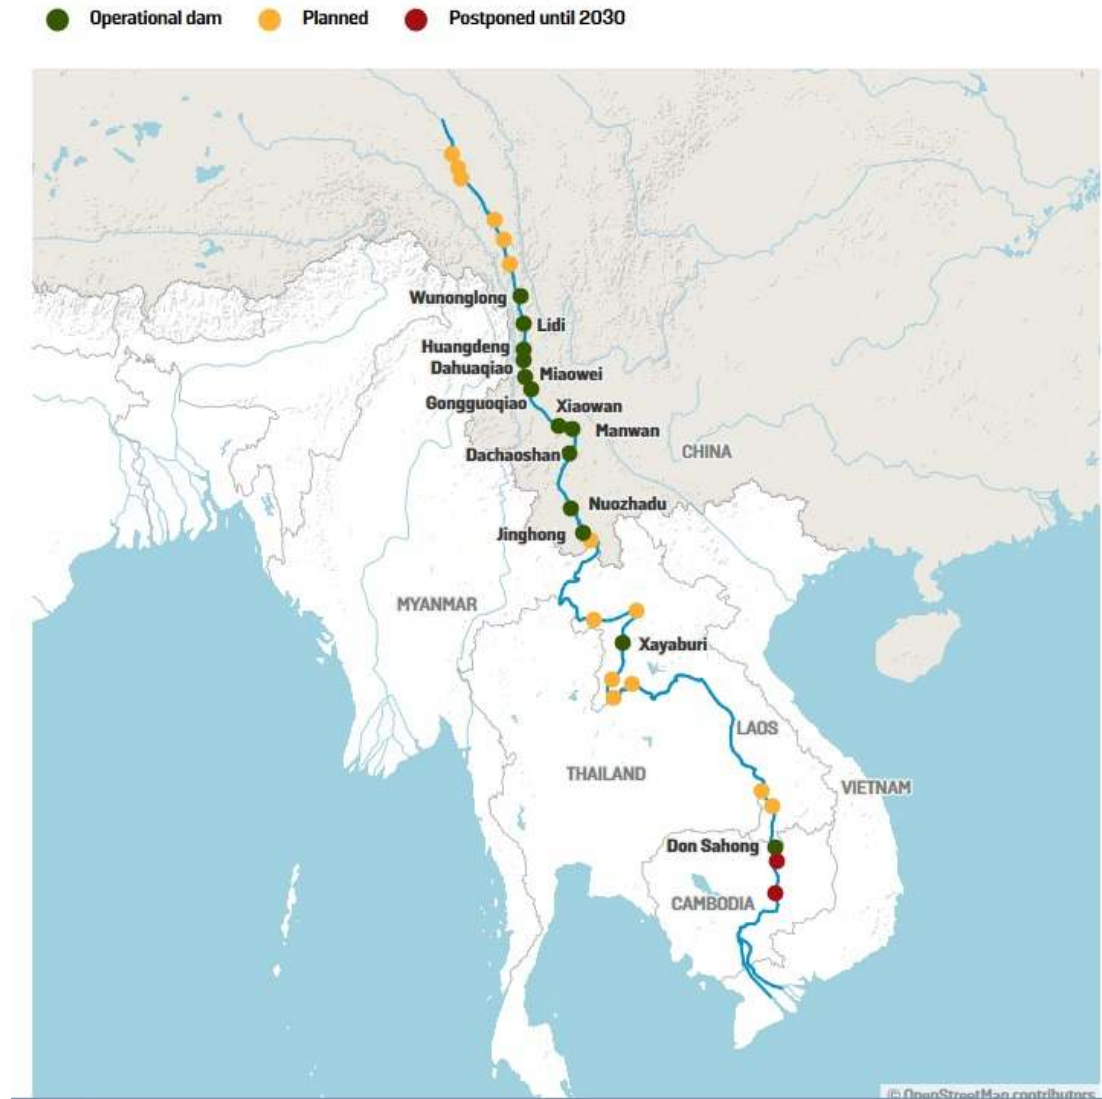 Operational dam
Planned
Postponed until 2030
Wunonglong
Lidi
Huangdeng
Dahuaqiao
Miaowei
Gongguoqiao
Xiaowan
Manwan
CHINA
Dachaoshan
Nuozhadu
Jinghong
MYANMAR
Xayaburi
LAOS
THAILAND
VIETNAM
Don Sahong
CAMBODIA
© OpenStreetMap contributors